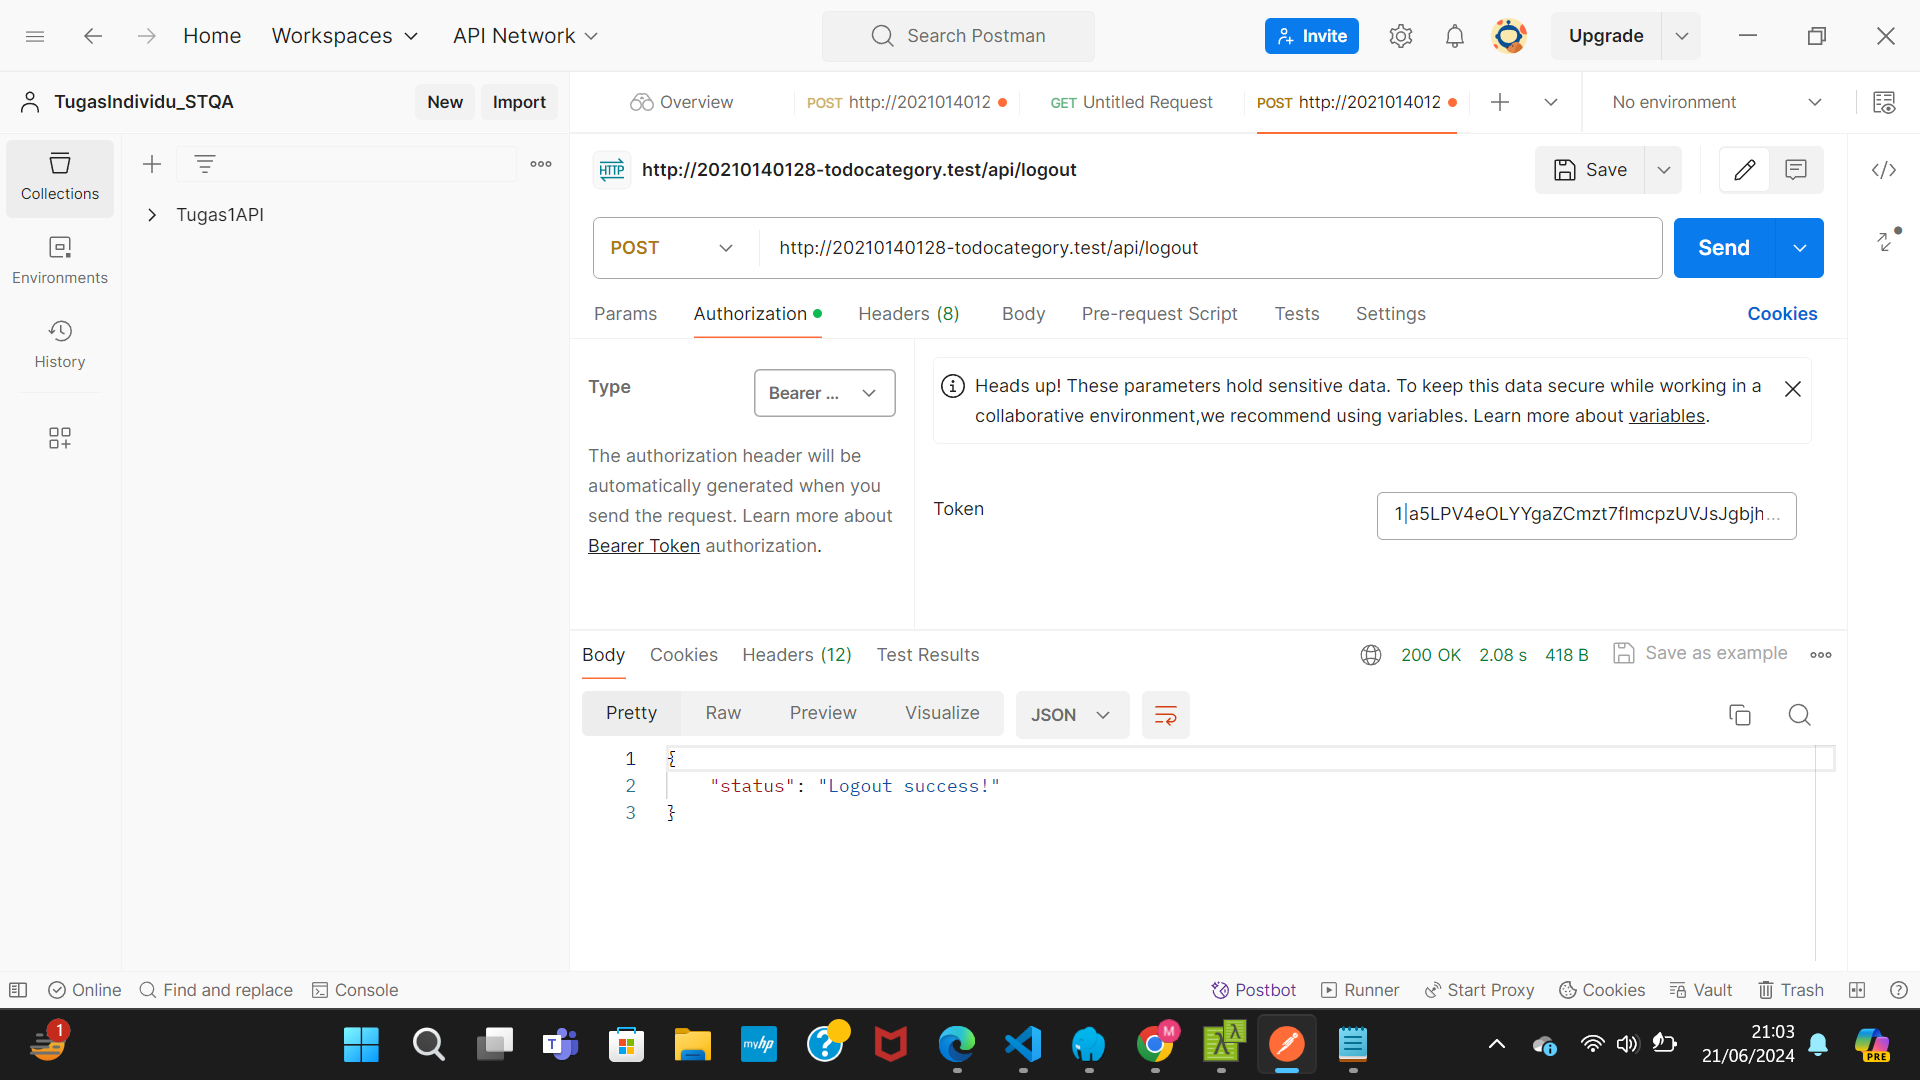 Home
Workspaces
API Network
Search Postman
Invite
Upgrade
TugasIndividu_STQA
New
Import
Overview
POST http://2021014012
GET Untitled Request
POST http://2021014012
No environment
Collections
Environments
History
Tugas1API
HTTP
http://20210140128-todocategory.test/api/logout
Save
POST
http://20210140128-todocategory.test/api/logout
Send
Params
Authorization
Headers (8)
Body
Pre-request Script
Tests
Settings
Cookies
Type
Bearer ...
The authorization header will be
automatically generated when you
send the request. Learn more about
Bearer Token authorization.
Heads up! These parameters hold sensitive data. To keep this data secure while working in a
collaborative environment,we recommend using variables. Learn more about variables.
Token
1|a5LPV4eOLYYgaZCmzt7flmcpzUVJsJgbjh...
Body
Cookies
Headers (12)
Test Results
200 OK
2.08 s
418 B
Save as example
Pretty
Raw
Preview
Visualize
JSON
1 {
2 "status": "Logout success!"
3 }
Online
Find and replace
Console
Postbot
Runner
Start Proxy
Cookies
Vault
Trash
1
T
myhp
M
PRE
21:03
21/06/2024